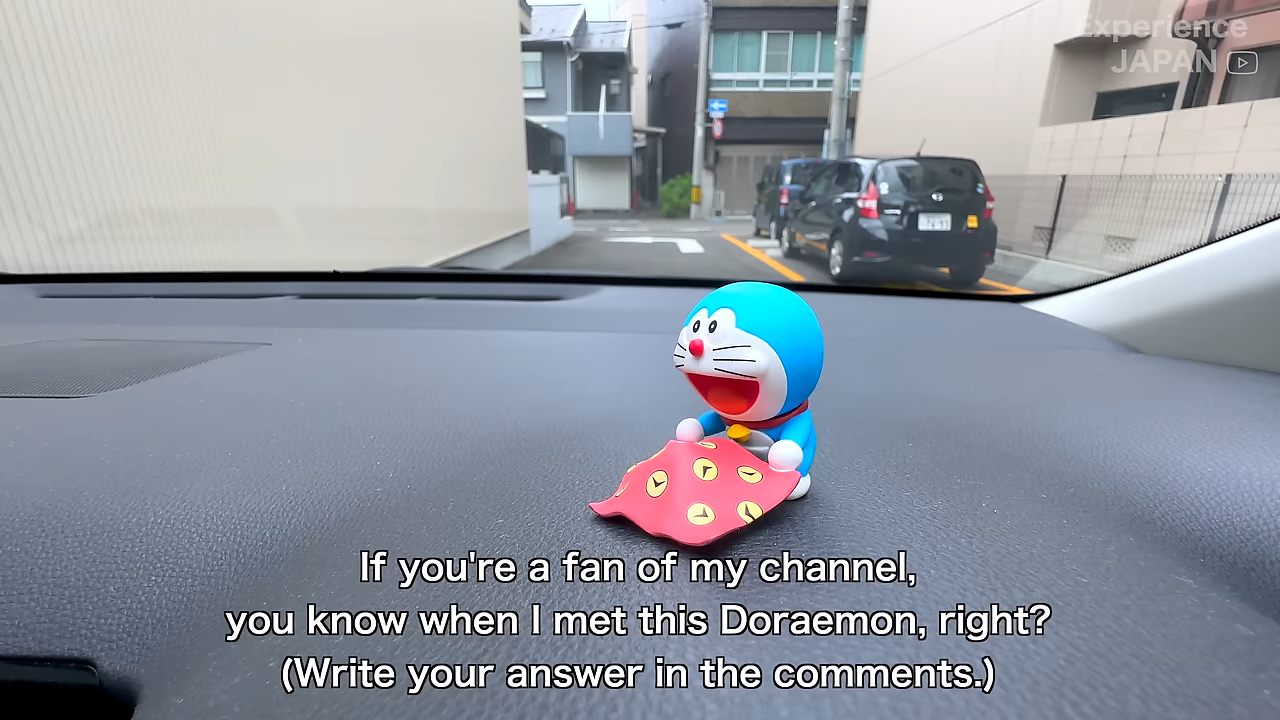 Experience
JAPAN
If you're a fan of my channel,
you know when I met this Doraemon, right?
(Write your answer in the comments.)